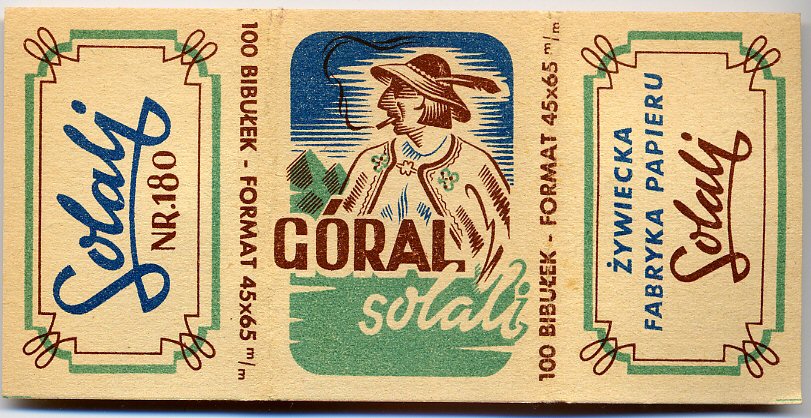 Solali
NR.180
100 BIBUŁEK - FORMAT 45x65 m/m
GÓRAL
solali
100 BIBUŁEK - FORMAT 45x65 m/m
ŻYWIECKA
FABRYKA PAPIERU
Solali